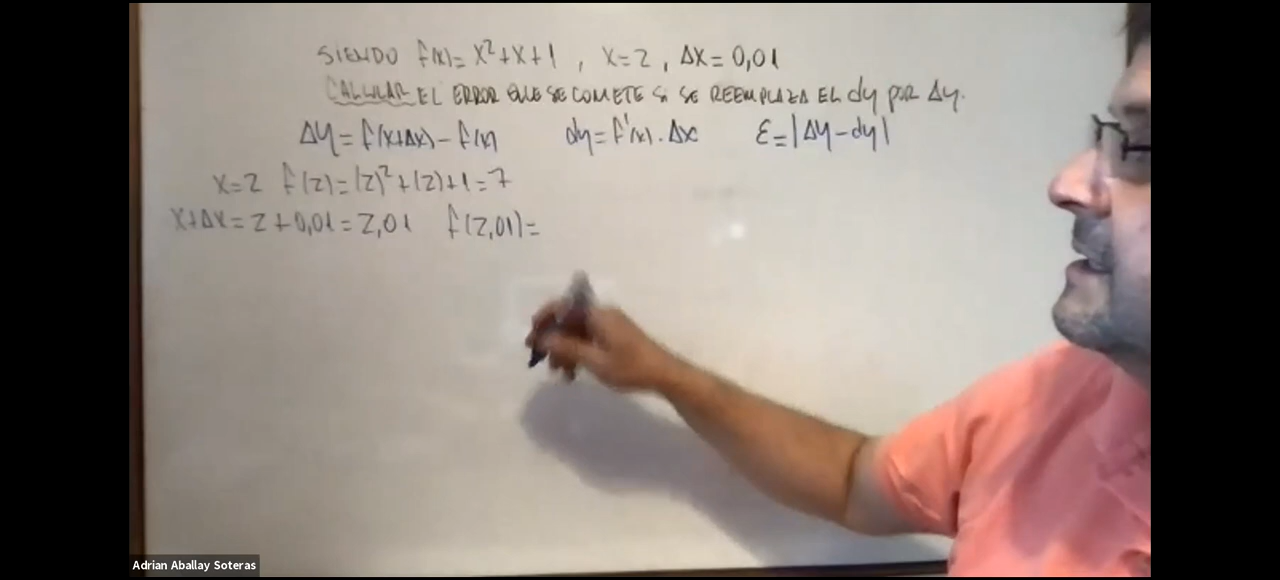 SIENDO f(x)= x²+x+1 , x=2 , Δx=0,01
CALCULAR EL ERROR QUE SE COMETE SI SE REEMPLAZA EL dy POR Δy.
Δy=f(x+Δx)-f(x) dy=f'(x).Δx ε=|Δy-dy|
x=2 f(2)=(2)²+(2)+1=7
x+Δx=2+0,01=2,01 f(2,01)=
Adrian Aballay Soteras